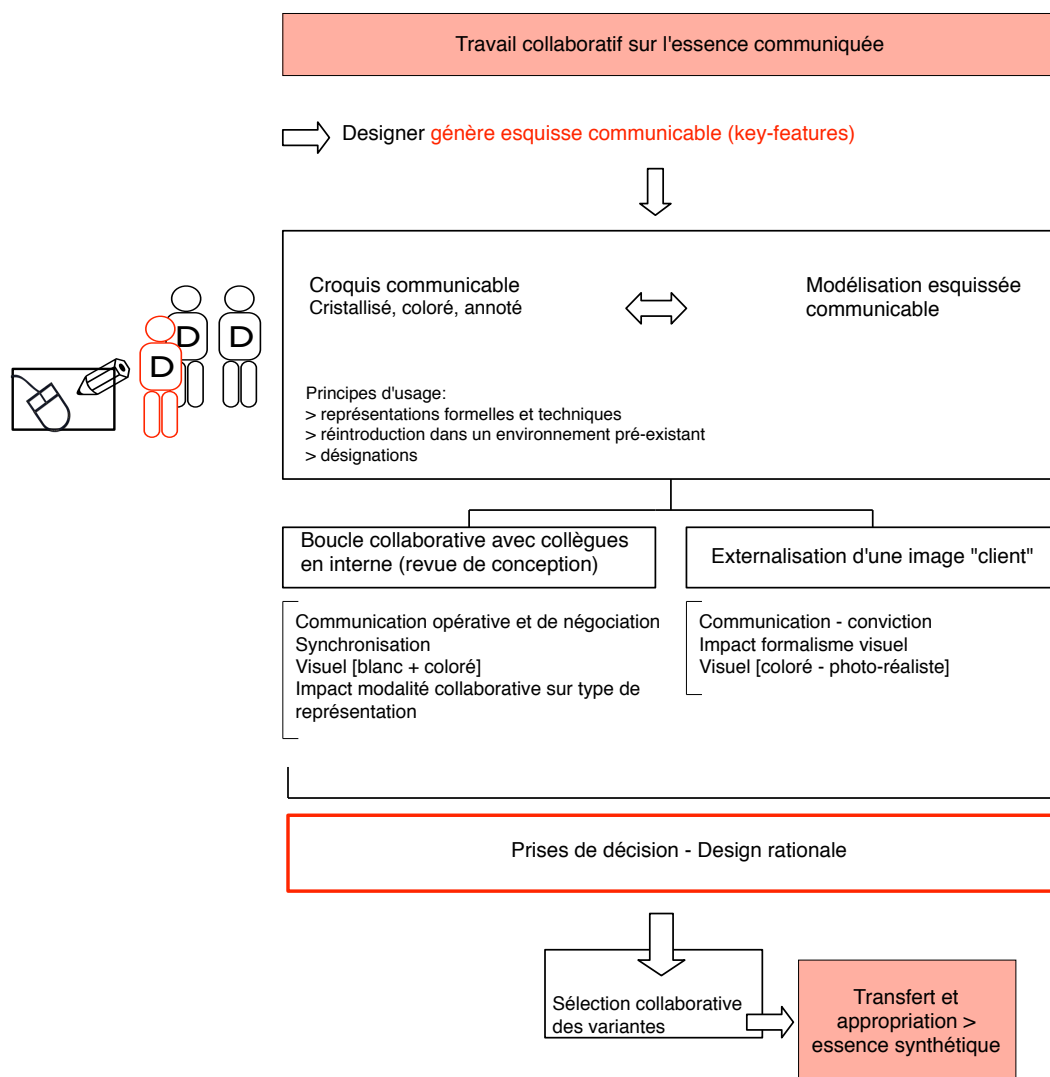 Travail collaboratif sur l'essence communiquée
Designer génère esquisse communicable (key-features)
Croquis communicable
Cristallisé, coloré, annoté
Modélisation esquissée
communicable
D
D
D
Principes d'usage:
> représentations formelles et techniques
> réintroduction dans un environnement pré-existant
> désignations
Boucle collaborative avec collègues
en interne (revue de conception)
Externalisation d'une image "client"
Communication opérative et de négociation
Synchronisation
Visuel [blanc + coloré]
Impact modalité collaborative sur type de
représentation
Communication - conviction
Impact formalisme visuel
Visuel [coloré - photo-réaliste]
Prises de décision - Design rationale
Sélection collaborative
des variantes
Transfert et
appropriation >
essence synthétique